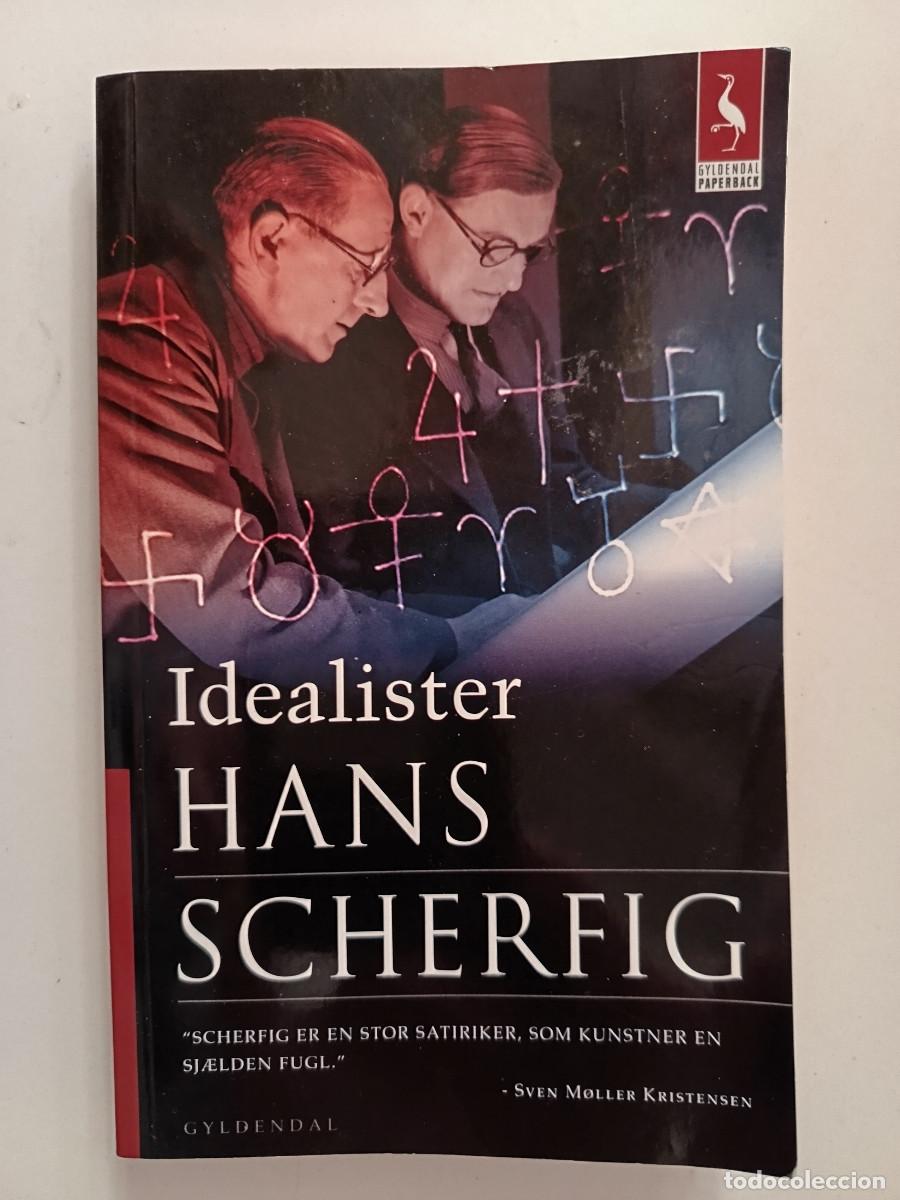 GYLDENDAL
PAPERBACK
Idealister
HANS
SCHERFIG
“SCHERFIG ER EN STOR SATIRIKER, SOM KUNSTNER EN
SJÆLDEN FUGL.”
- SVEN MØLLER KRISTENSEN
GYLDENDAL
todocoleccion